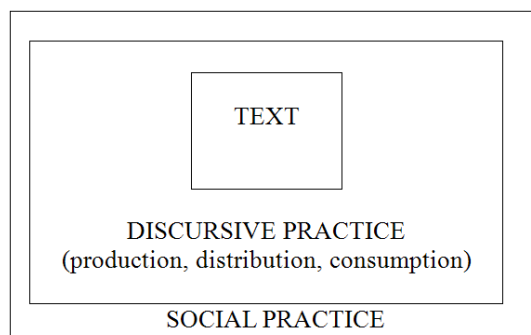 TEXT
DISCURSIVE PRACTICE
(production, distribution, consumption)
SOCIAL PRACTICE